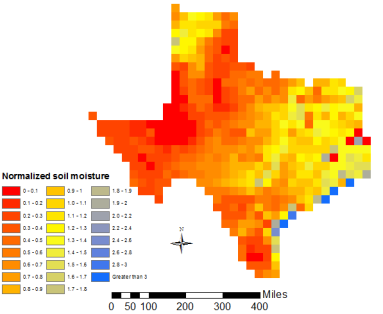 Normalized soil moisture
0 - 0.1 0.9 - 1 1.8 - 1.9
0.1 - 0.2 1.0 - 1.1 1.9 - 2
0.2 - 0.3 1.1 - 1.2 2.0 - 2.2
0.3 - 0.4 1.2 - 1.3 2.2 - 2.4
0.4 - 0.5 1.3 - 1.4 2.4 - 2.6
0.5 - 0.6 1.4 - 1.5 2.6 - 2.8
0.6 - 0.7 1.5 - 1.6 2.8 - 3
0.7 - 0.8 1.6 - 1.7 Greater than 3
0.8 - 0.9 1.7 - 1.8
Miles
0 50 100 200 300 400